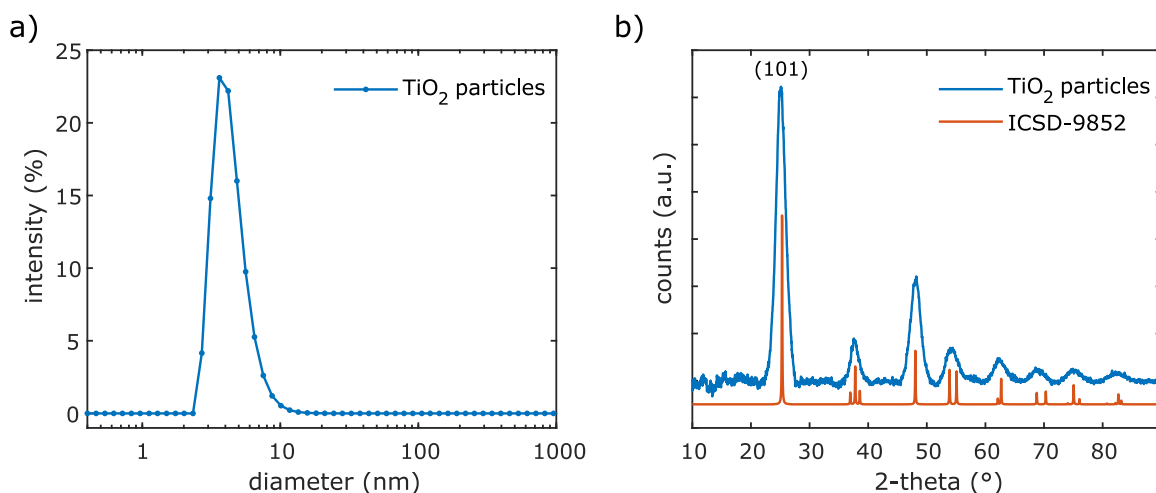 a)
25
20
15
10
5
0
intensity (%)
TiO₂ particles
1
10
100
1000
diameter (nm)
b)
(101)
TiO₂ particles
ICSD-9852
counts (a.u.)
10
20
30
40
50
60
70
80
2-theta (°)